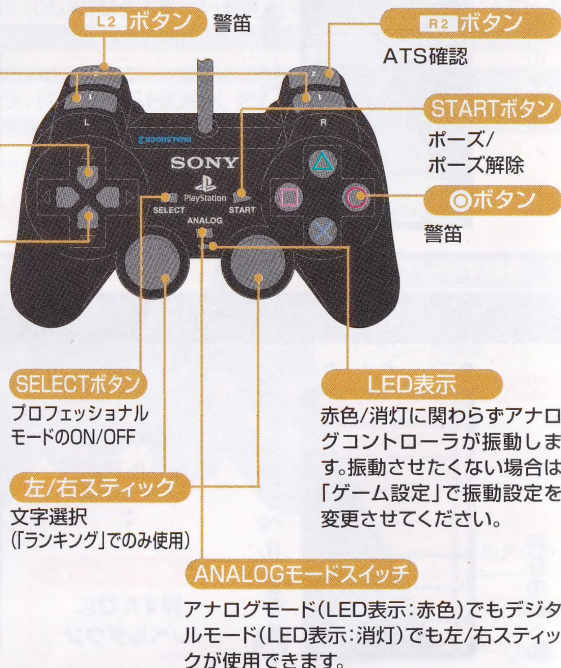 L2 ボタン 警笛
R2 ボタン
ATS確認
STARTボタン
ポーズ/
ポーズ解除
◎ボタン
警笛
2
2
1
1
L
R
DUALSHOCK 2
SONY
PlayStation
SELECT
START
ANALOG
SELECTボタン
プロフェッショナル
モードのON/OFF
左/右スティック
文字選択
(「ランキング」でのみ使用)
LED表示
赤色/消灯に関わらずアナロ
グコントローラが振動しま
す。振動させたくない場合は
「ゲーム設定」で振動設定を
変更させてください。
ANALOGモードスイッチ
アナログモード(LED表示:赤色)でもデジタ
ルモード(LED表示:消灯)でも左/右スティッ
クが使用できます。